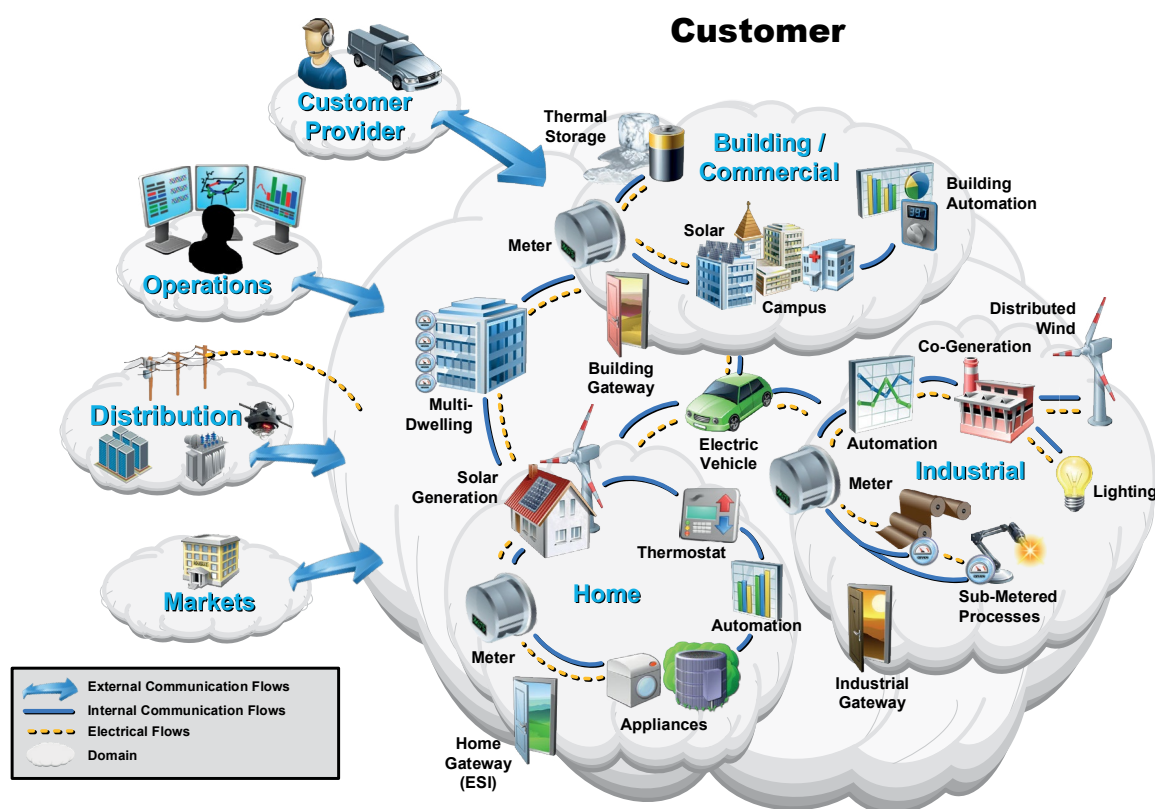 Customer
Customer
Provider
Thermal
Storage
Building /
Commercial
Building
Automation
39.7
Meter
Solar
Operations
Campus
Distributed
Wind
Building
Gateway
Co-Generation
Distribution
Multi-
Dwelling
Electric
Vehicle
Automation
Industrial
Solar
Generation
Meter
Lighting
Thermostat
Markets
Home
Automation
Sub-Metered
Processes
Meter
Industrial
Gateway
Appliances
Home
Gateway
(ESI)
External Communication Flows
Internal Communication Flows
Electrical Flows
Domain